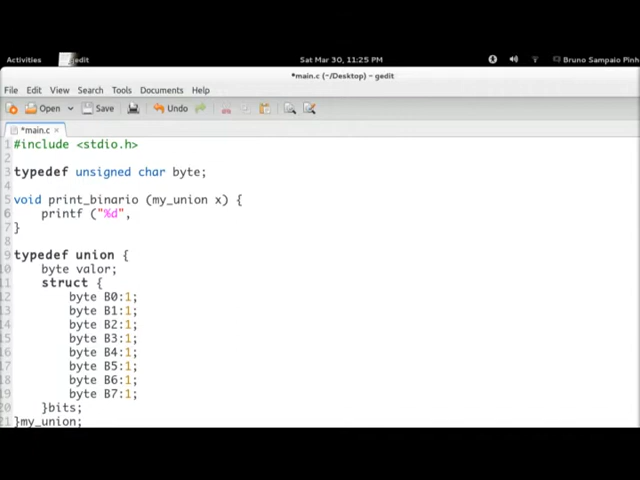 Activities gedit Sat Mar 30, 11:25 PM Bruno Sampaio Pinh
*main.c (~/Desktop) - gedit
File Edit View Search Tools Documents Help
Open Save Undo
*main.c ×
1 #include <stdio.h>
2
3 typedef unsigned char byte;
4
5 void print_binario (my_union x) {
6     printf ("%d",
7 }
8
9 typedef union {
10     byte valor;
11     struct {
12         byte B0:1;
13         byte B1:1;
14         byte B2:1;
15         byte B3:1;
16         byte B4:1;
17         byte B5:1;
18         byte B6:1;
19         byte B7:1;
20     }bits;
21 }my_union;